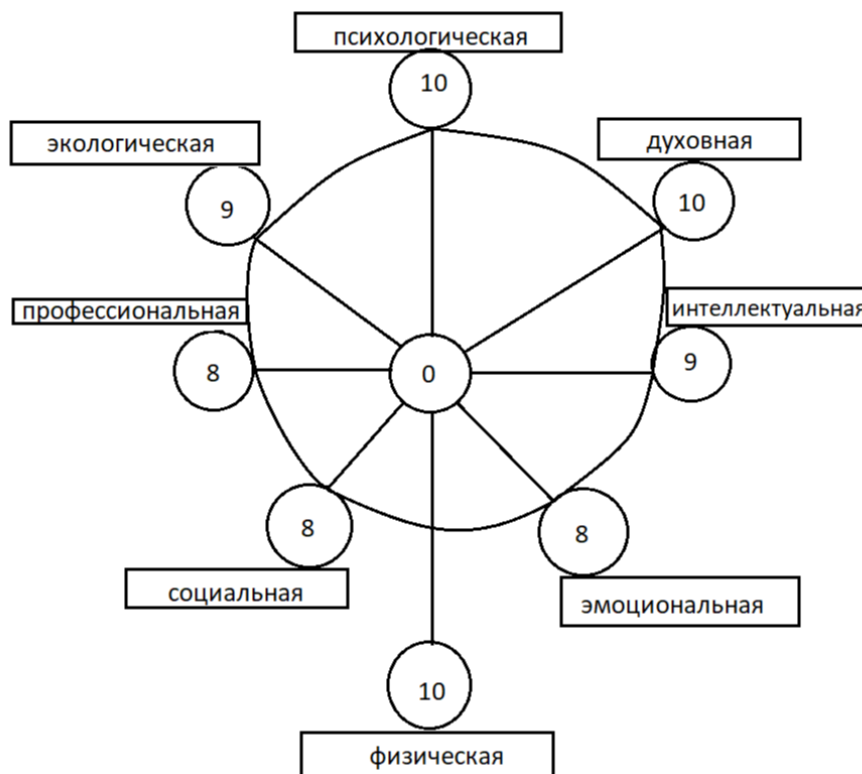 психологическая
10
экологическая
духовная
9
10
профессиональная
интеллектуальная
8
0
9
8
8
социальная
эмоциональная
10
физическая